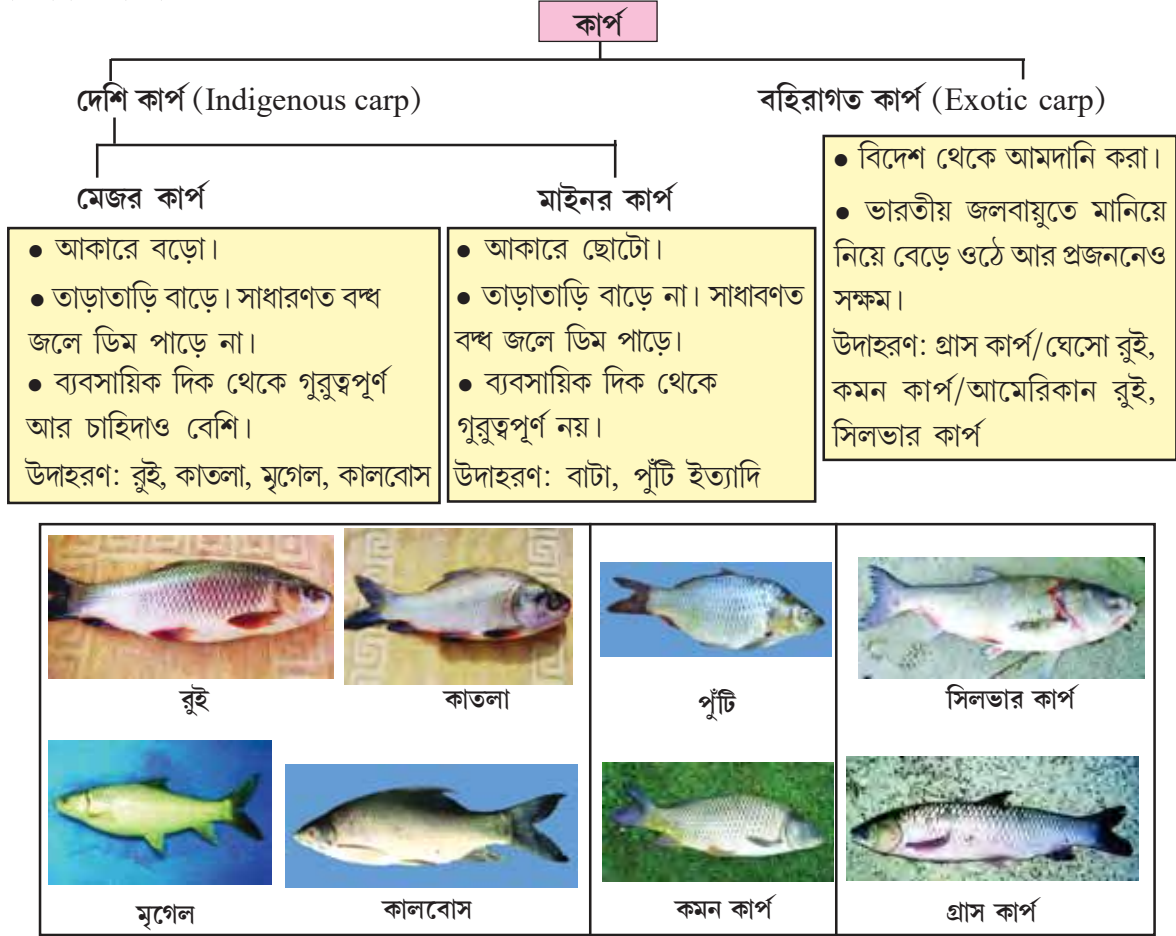 কার্প
দেশি কার্প (Indigenous carp)
বহিরাগত কার্প (Exotic carp)
মেজর কার্প
● আকারে বড়ো।
● তাড়াতাড়ি বাড়ে। সাধারণত বদ্ধ
জলে ডিম পাড়ে না।
● ব্যবসায়িক দিক থেকে গুরুত্বপূর্ণ
আর চাহিদাও বেশি।
উদাহরণ: রুই, কাতলা, মৃগেল, কালবোস
মাইনর কার্প
● আকারে ছোটো।
● তাড়াতাড়ি বাড়ে না। সাধাবণত
বদ্ধ জলে ডিম পাড়ে।
● ব্যবসায়িক দিক থেকে
গুরুত্বপূর্ণ নয়।
উদাহরণ: বাটা, পুঁটি ইত্যাদি
● বিদেশ থেকে আমদানি করা।
● ভারতীয় জলবায়ুতে মানিয়ে
নিয়ে বেড়ে ওঠে আর প্রজননেও
সক্ষম।
উদাহরণ: গ্রাস কার্প/ঘেসো রুই,
কমন কার্প/আমেরিকান রুই,
সিলভার কার্প
রুই
কাতলা
পুঁটি
সিলভার কার্প
মৃগেল
কালবোস
কমন কার্প
গ্রাস কার্প